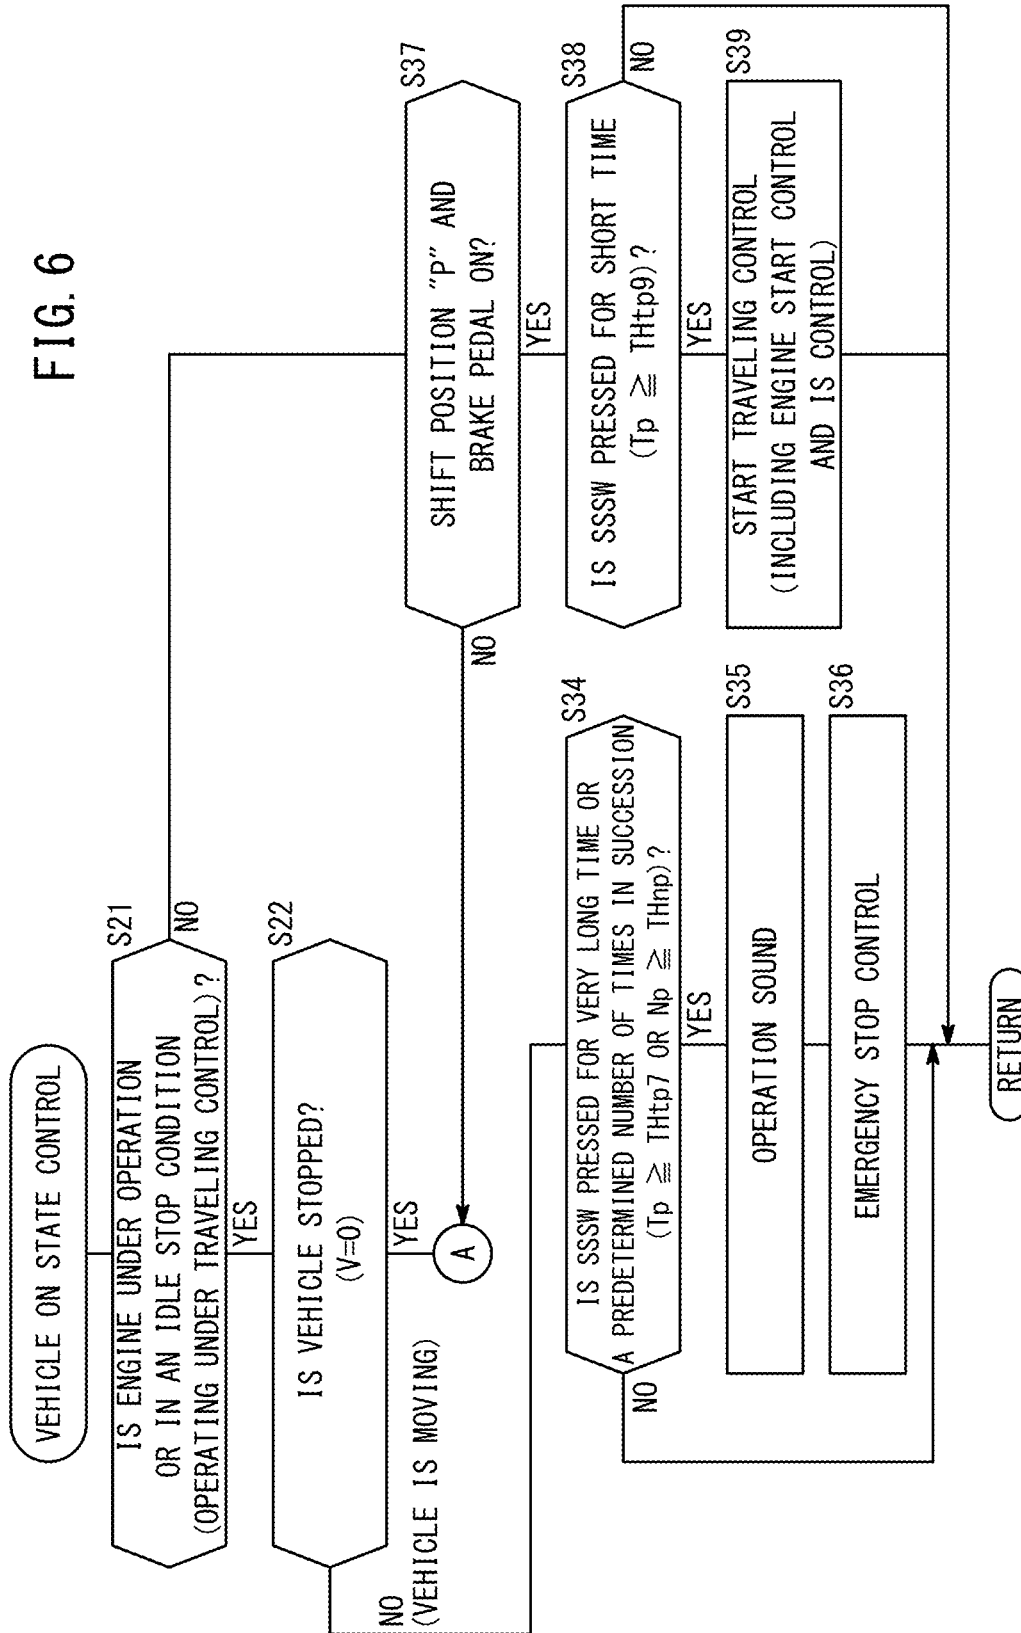 FIG. 6
VEHICLE ON STATE CONTROL
S21
IS ENGINE UNDER OPERATION
OR IN AN IDLE STOP CONDITION
(OPERATING UNDER TRAVELING CONTROL)?
NO
YES
S22
IS VEHICLE STOPPED?
(V=0)
YES
A
NO
(VEHICLE IS MOVING)
S34
IS SSSW PRESSED FOR VERY LONG TIME OR
A PREDETERMINED NUMBER OF TIMES IN SUCCESSION
(Tp ≧ THtp7 OR Np ≧ THnp)?
NO
YES
S35
OPERATION SOUND
S36
EMERGENCY STOP CONTROL
S37
SHIFT POSITION "P" AND
BRAKE PEDAL ON?
NO
YES
S38
IS SSSW PRESSED FOR SHORT TIME
(Tp ≧ THtp9)?
NO
YES
S39
START TRAVELING CONTROL
(INCLUDING ENGINE START CONTROL
AND IS CONTROL)
RETURN